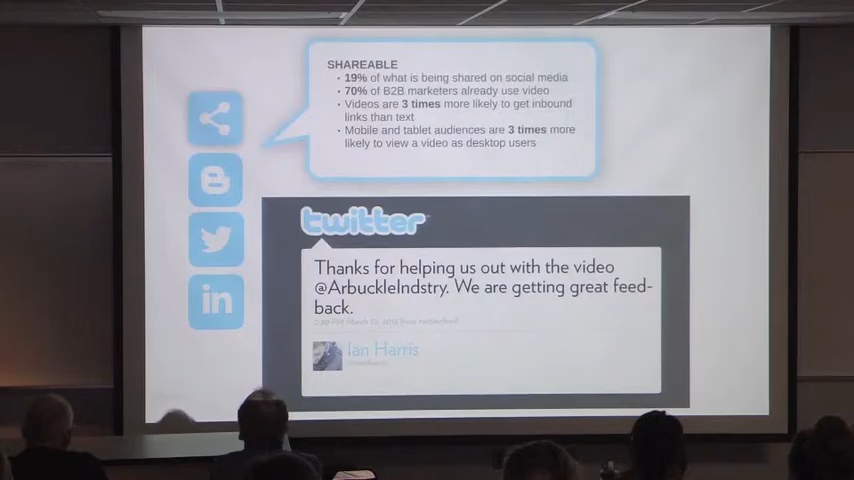 SHAREABLE
· 19% of what is being shared on social media
· 70% of B2B marketers already use video
· Videos are 3 times more likely to get inbound
links than text
· Mobile and tablet audiences are 3 times more
likely to view a video as desktop users
in
twitter
Thanks for helping us out with the video
@ArbuckleIndstry. We are getting great feed-
back.
Ian Harris